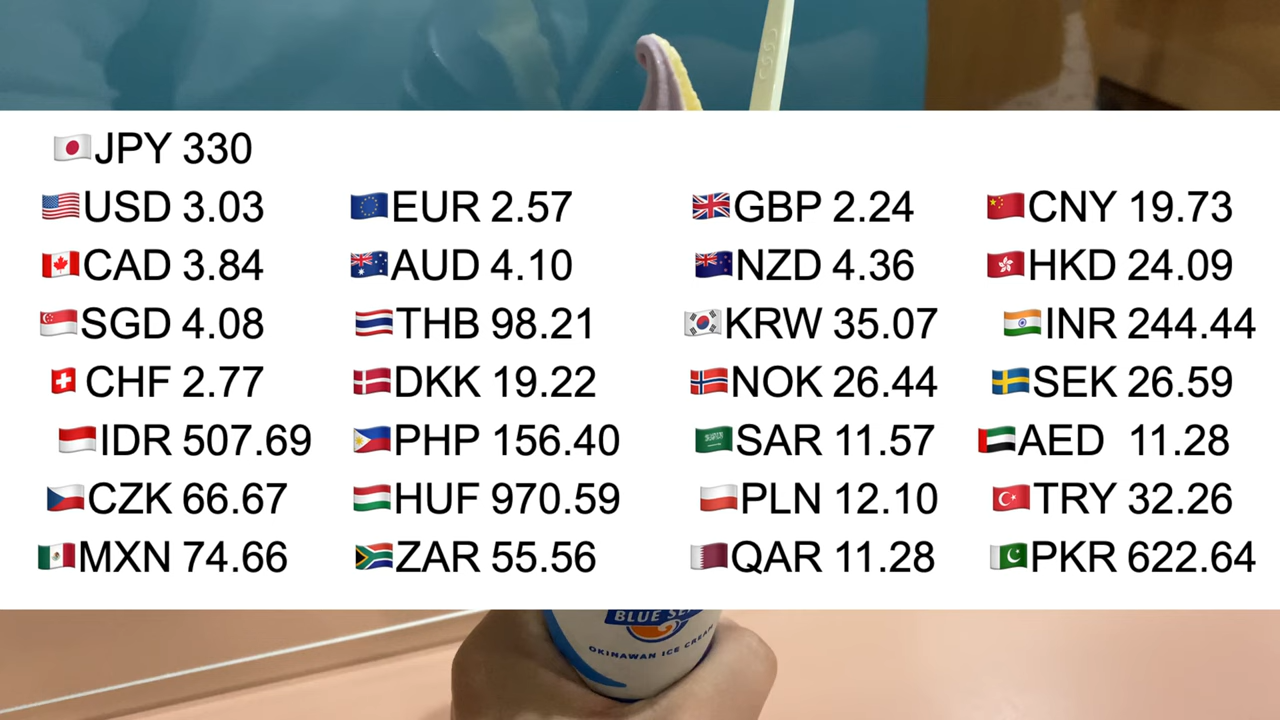 JPY 330
USD 3.03 EUR 2.57 GBP 2.24 CNY 19.73
CAD 3.84 AUD 4.10 NZD 4.36 HKD 24.09
SGD 4.08 THB 98.21 KRW 35.07 INR 244.44
CHF 2.77 DKK 19.22 NOK 26.44 SEK 26.59
IDR 507.69 PHP 156.40 SAR 11.57 AED 11.28
CZK 66.67 HUF 970.59 PLN 12.10 TRY 32.26
MXN 74.66 ZAR 55.56 QAR 11.28 PKR 622.64
BLUE
OKINAWAN ICE CREAM